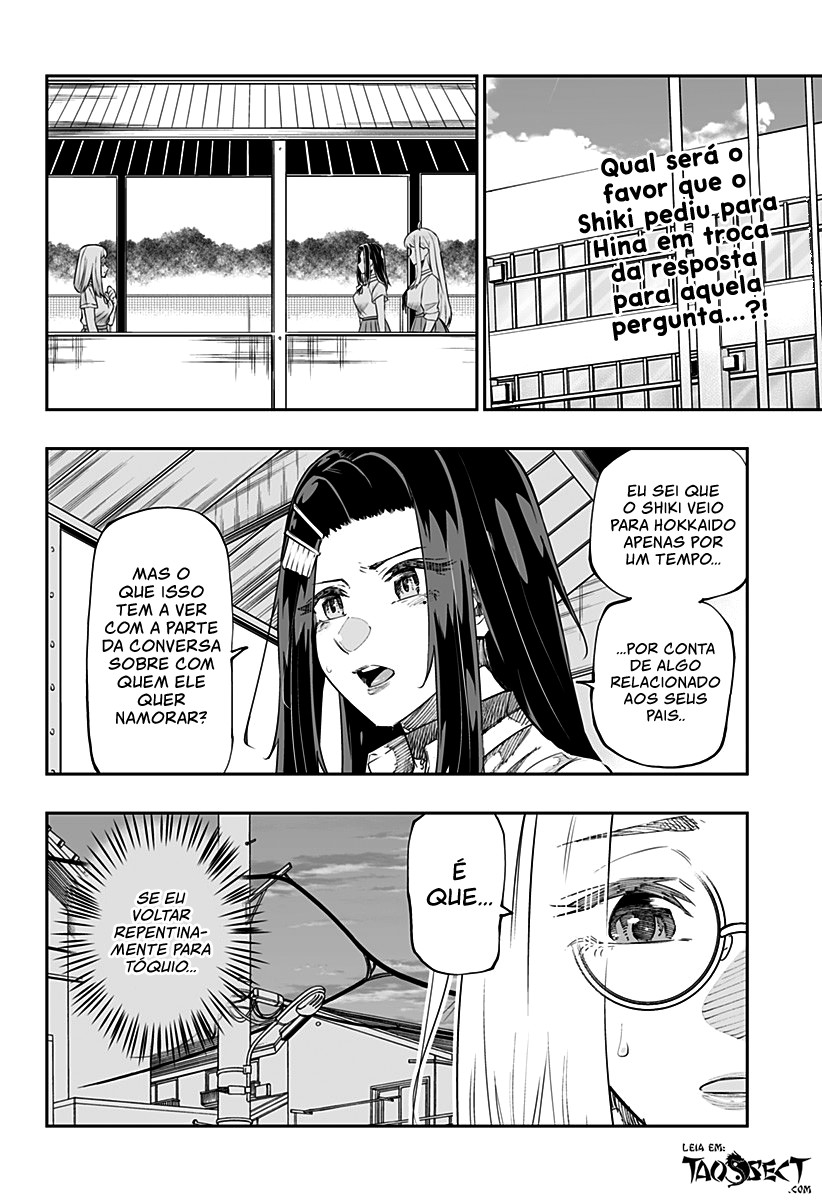 Qual será o
favor que o
Shiki pediu para
Hina em troca
da resposta
para aquela
pergunta...?!
EU SEI QUE
O SHIKI VEIO
PARA HOKKAIDO
APENAS POR
UM TEMPO...
...POR CONTA
DE ALGO
RELACIONADO
AOS SEUS
PAIS..
MAS O
QUE ISSO
TEM A VER
COM A PARTE
DA CONVERSA
SOBRE COM
QUEM ELE
QUER
NAMORAR?
É
QUE...
SE EU
VOLTAR
REPENTINA-
MENTE PARA
TÓQUIO...
LEIA EM:
TAOSSECT
.COM